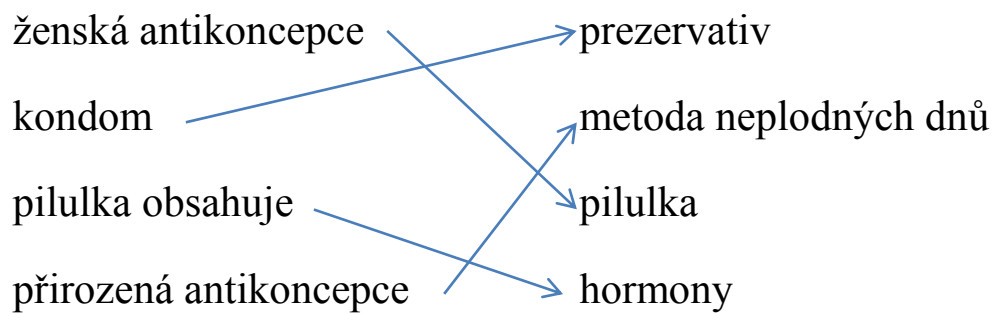 ženská antikoncepce prezervativ
kondom metoda neplodných dnů
pilulka obsahuje pilulka
přirozená antikoncepce hormony